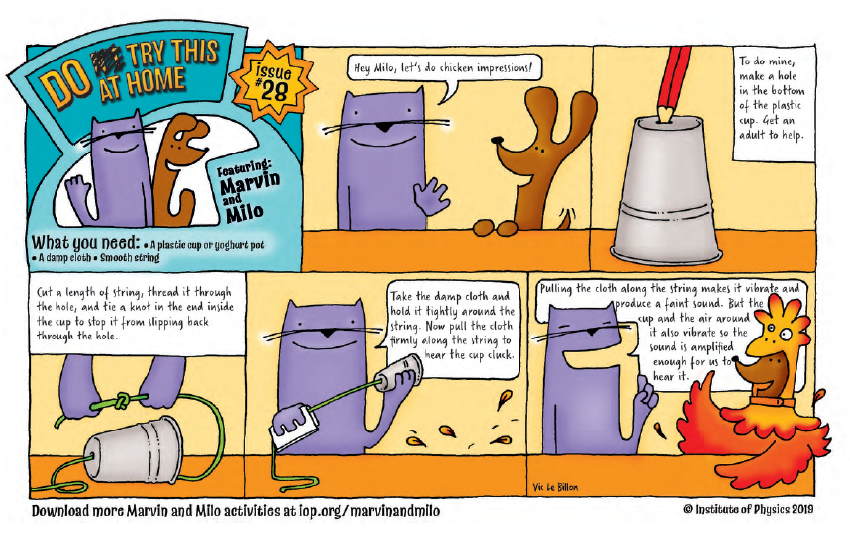 DO TRY THIS
AT HOME
issue
#28
Featuring:
Marvin
and
Milo
What you need: • A plastic cup or yoghurt pot
• A damp cloth • Smooth string
Hey Milo, let's do chicken impressions!
To do mine,
make a hole
in the bottom
of the plastic
cup. Get an
adult to help.
Cut a length of string, thread it through
the hole, and tie a knot in the end inside
the cup to stop it from slipping back
through the hole.
Take the damp cloth and
hold it tightly around the
string. Now pull the cloth
firmly along the string to
hear the cup cluck.
Pulling the cloth along the string makes it vibrate and
produce a faint sound. But the
cup and the air around
it also vibrate so the
sound is amplified
enough for us to
hear it.
Vic Le Billon
Download more Marvin and Milo activities at iop.org/marvinandmilo
© Institute of Physics 2019